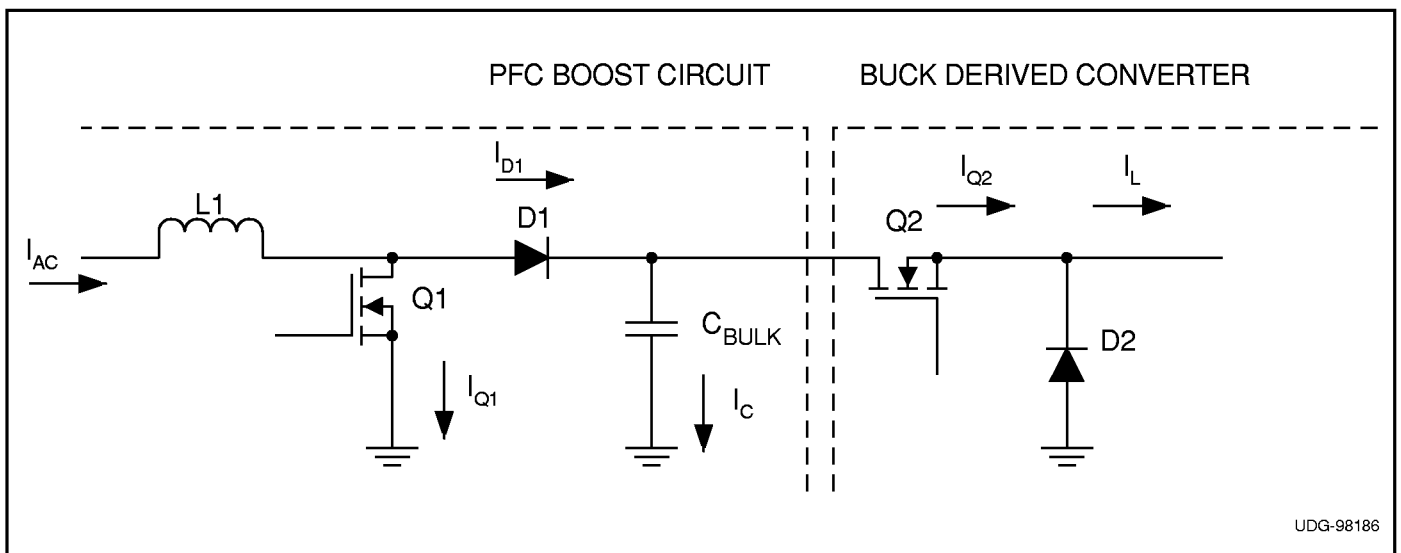 PFC BOOST CIRCUIT
BUCK DERIVED CONVERTER
I_D1
I_Q2
I_L
L1
D1
Q2
I_AC
Q1
C_BULK
D2
I_Q1
I_C
UDG-98186